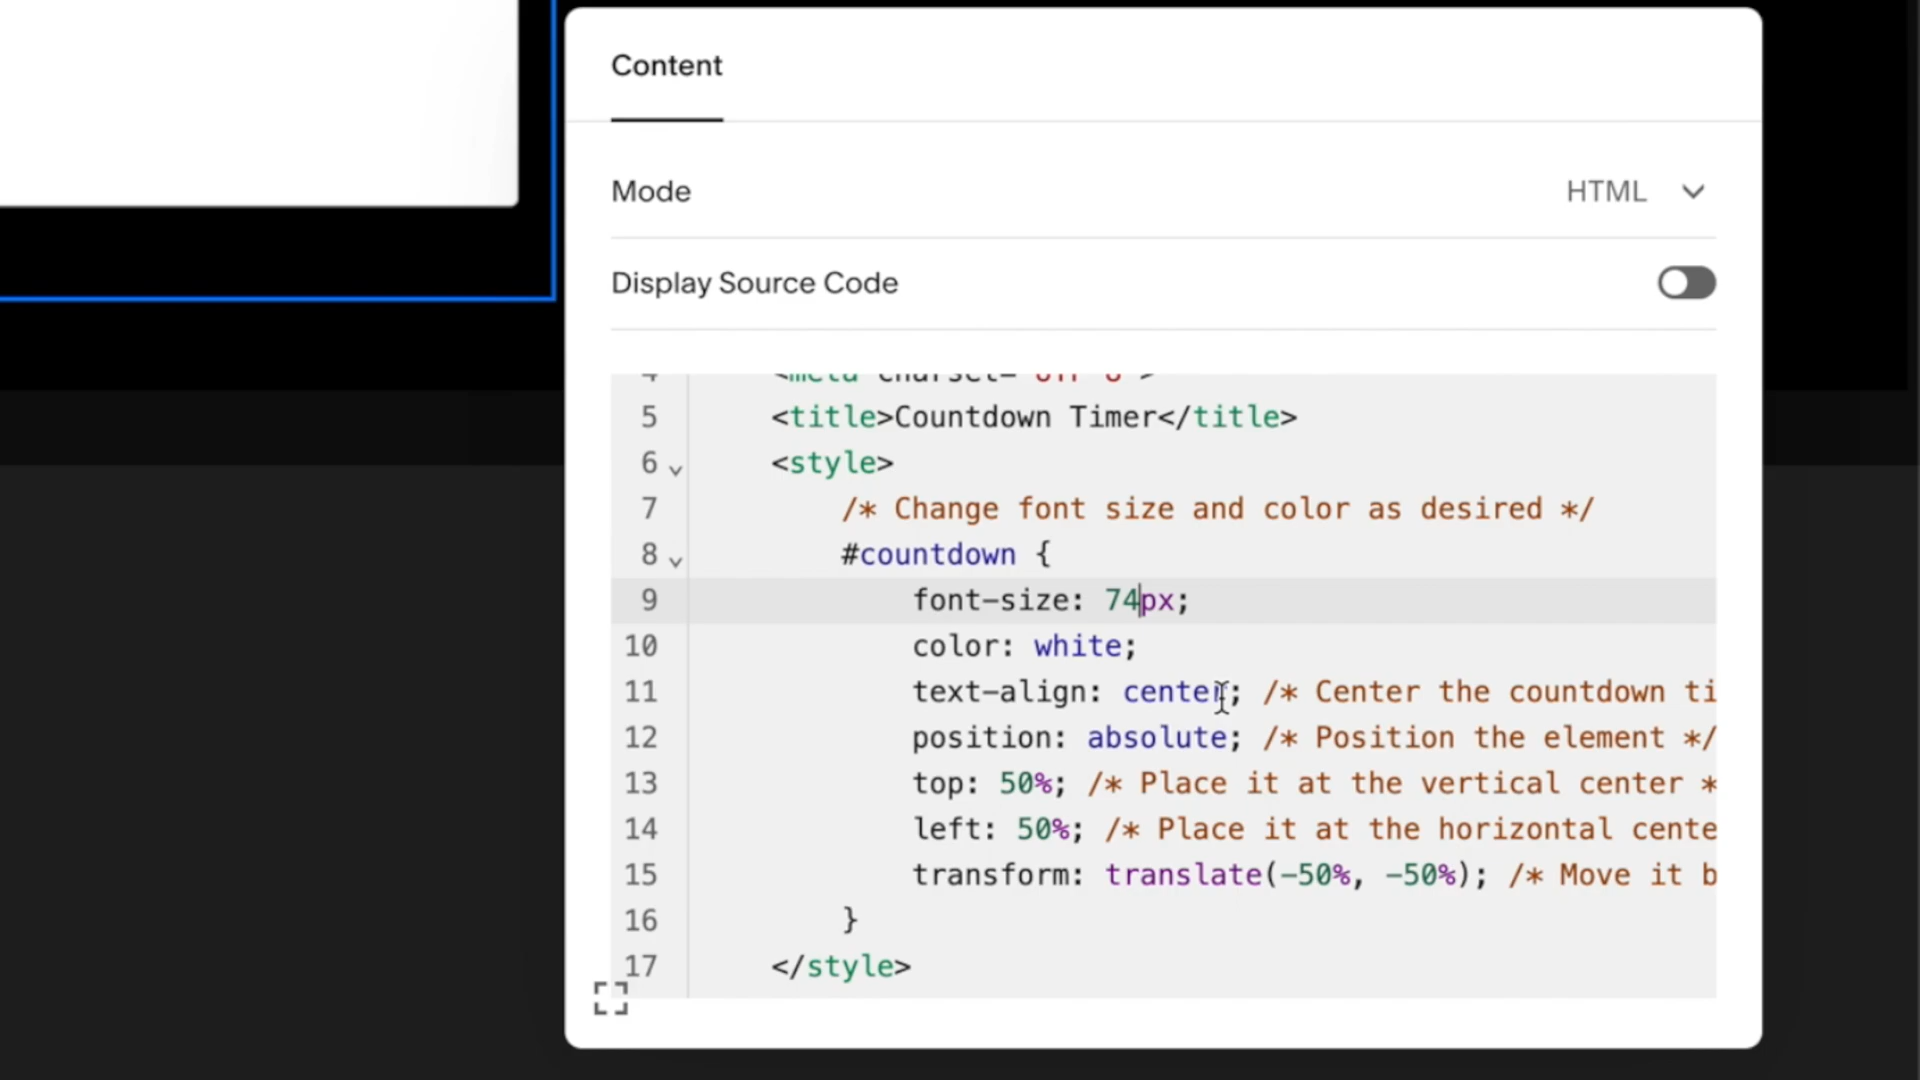 Content
Mode HTML
Display Source Code
5 <title>Countdown Timer</title>
6 <style>
7 /* Change font size and color as desired */
8 #countdown {
9 font-size: 74px;
10 color: white;
11 text-align: center; /* Center the countdown ti
12 position: absolute; /* Position the element */
13 top: 50%; /* Place it at the vertical center *
14 left: 50%; /* Place it at the horizontal cente
15 transform: translate(-50%, -50%); /* Move it b
16 }
17 </style>